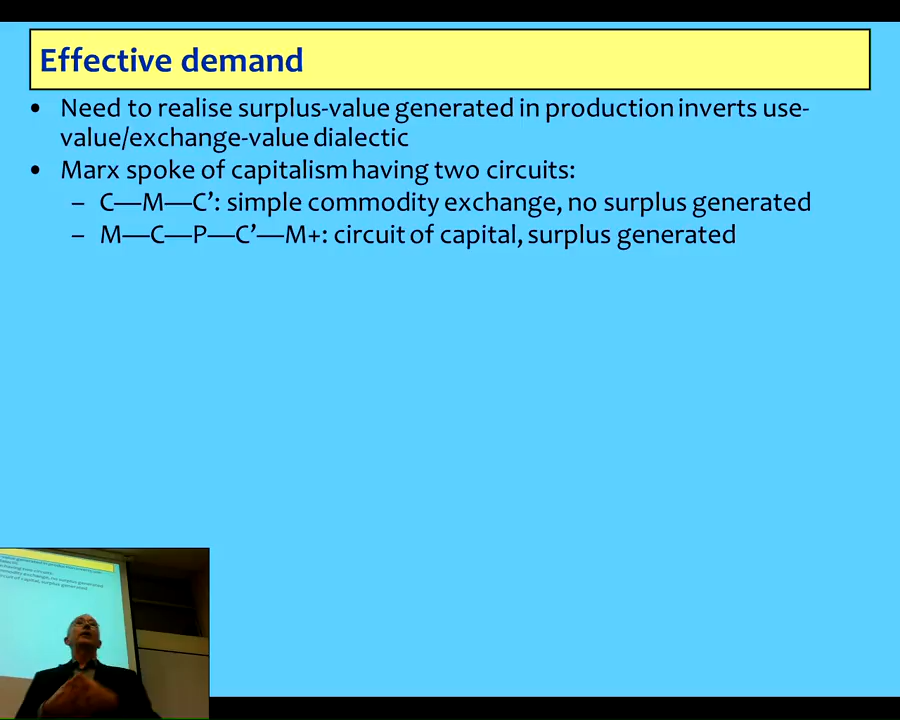 Effective demand
• Need to realise surplus-value generated in production inverts use-
value/exchange-value dialectic
• Marx spoke of capitalism having two circuits:
– C—M—C’: simple commodity exchange, no surplus generated
– M—C—P—C’—M+: circuit of capital, surplus generated